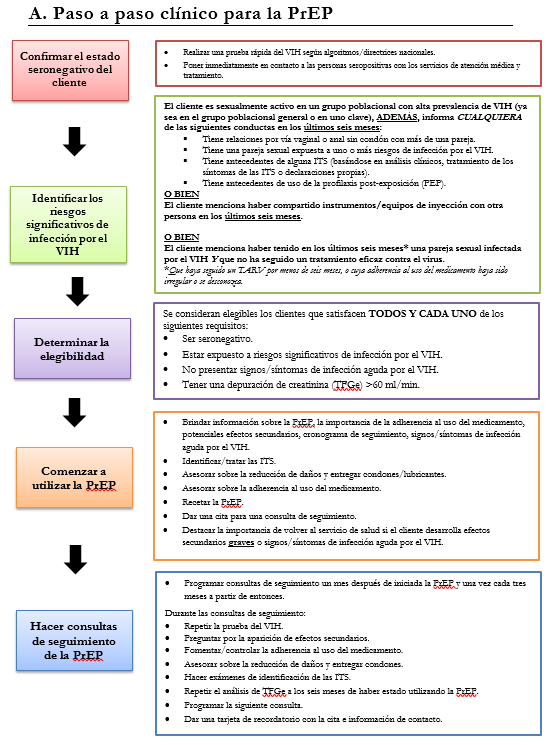 A. Paso a paso clínico para la PrEP
Confirmar el estado
seronegativo del
cliente
• Realizar una prueba rápida del VIH según algoritmos/directrices nacionales.
• Poner inmediatamente en contacto a las personas seropositivas con los servicios de atención médica y
tratamiento.
Identificar los
riesgos
significativos de
infección por el
VIH
El cliente es sexualmente activo en un grupo poblacional con alta prevalencia de VIH (ya
sea en el grupo poblacional general o en uno clave), ADEMÁS, informa CUALQUIERA
de las siguientes conductas en los últimos seis meses:
▪ Tiene relaciones por vía vaginal o anal sin condón con más de una pareja.
▪ Tiene una pareja sexual expuesta a uno o más riesgos de infección por el VIH.
▪ Tiene antecedentes de alguna ITS (basándose en análisis clínicos, tratamiento de los
síntomas de las ITS o declaraciones propias).
▪ Tiene antecedentes de uso de la profilaxis post-exposición (PEP).
O BIEN
El cliente menciona haber compartido instrumentos/equipos de inyección con otra
persona en los últimos seis meses.
O BIEN
El cliente menciona haber tenido en los últimos seis meses* una pareja sexual infectada
por el VIH Y que no ha seguido un tratamiento eficaz contra el virus.
*Que haya seguido un TARV por menos de seis meses, o cuya adherencia al uso del medicamento haya sido
irregular o se desconozca.
Determinar la
elegibilidad
Se consideran elegibles los clientes que satisfacen TODOS Y CADA UNO de los
siguientes requisitos:
• Ser seronegativo.
• Estar expuesto a riesgos significativos de infección por el VIH.
• No presentar signos/síntomas de infección aguda por el VIH.
• Tener una depuración de creatinina (TFGe) >60 ml/min.
Comenzar a
utilizar la PrEP
• Brindar información sobre la PrEP, la importancia de la adherencia al uso del medicamento,
potenciales efectos secundarios, cronograma de seguimiento, signos/síntomas de infección
aguda por el VIH.
• Identificar/tratar las ITS.
• Asesorar sobre la reducción de daños y entregar condones/lubricantes.
• Asesorar sobre la adherencia al uso del medicamento.
• Recetar la PrEP.
• Dar una cita para una consulta de seguimiento.
• Destacar la importancia de volver al servicio de salud si el cliente desarrolla efectos
secundarios graves o signos/síntomas de infección aguda por el VIH.
Hacer consultas
de seguimiento
de la PrEP
• Programar consultas de seguimiento un mes después de iniciada la PrEP y una vez cada tres
meses a partir de entonces.
Durante las consultas de seguimiento:
• Repetir la prueba del VIH.
• Preguntar por la aparición de efectos secundarios.
• Fomentar/controlar la adherencia al uso del medicamento.
• Asesorar sobre la reducción de daños y entregar condones.
• Hacer exámenes de identificación de las ITS.
• Repetir el análisis de TFGe a los seis meses de haber estado utilizando la PrEP.
• Programar la siguiente consulta.
• Dar una tarjeta de recordatorio con la cita e información de contacto.